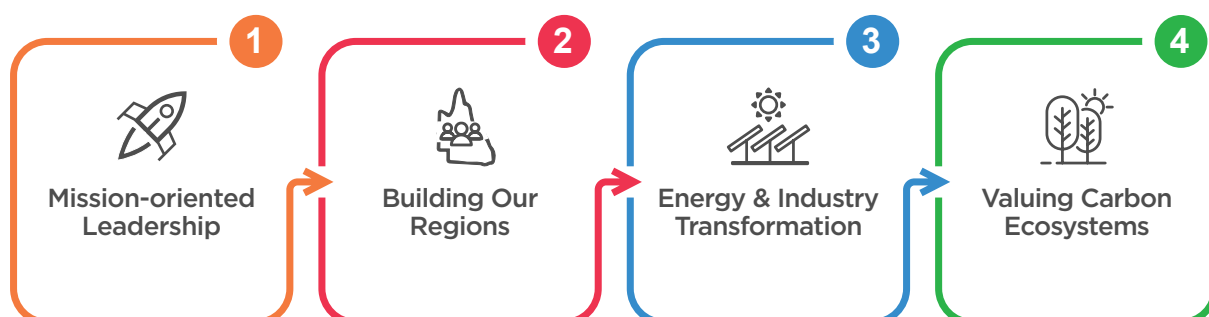 1
Mission-oriented
Leadership
2
Building Our
Regions
3
Energy & Industry
Transformation
4
Valuing Carbon
Ecosystems